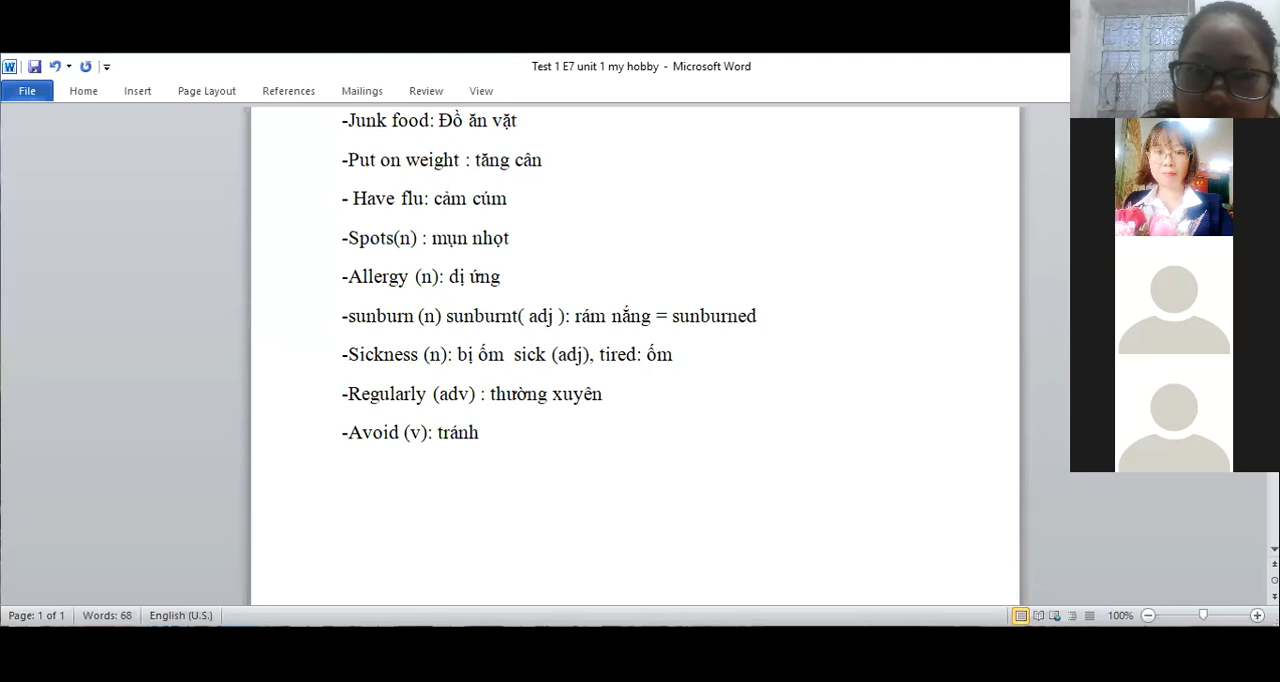 Test 1 E7 unit 1 my hobby - Microsoft Word
File Home Insert Page Layout References Mailings Review View
-Junk food: Đồ ăn vặt
-Put on weight : tăng cân
- Have flu: cảm cúm
-Spots(n) : mụn nhọt
-Allergy (n): dị ứng
-sunburn (n) sunburnt( adj ): rám nắng = sunburned
-Sickness (n): bị ốm sick (adj), tired: ốm
-Regularly (adv) : thường xuyên
-Avoid (v): tránh
Page: 1 of 1 Words: 68 English (U.S.) 100%